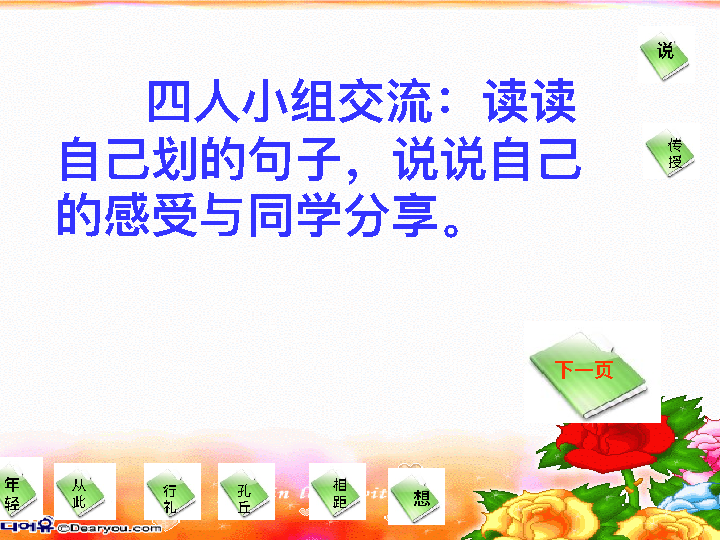 说
四人小组交流：读读
自己划的句子，说说自己
的感受与同学分享。
传
授
下一页
年
轻
从
此
行
礼
孔
丘
相
距
想
디어유 ©Dearyou.com